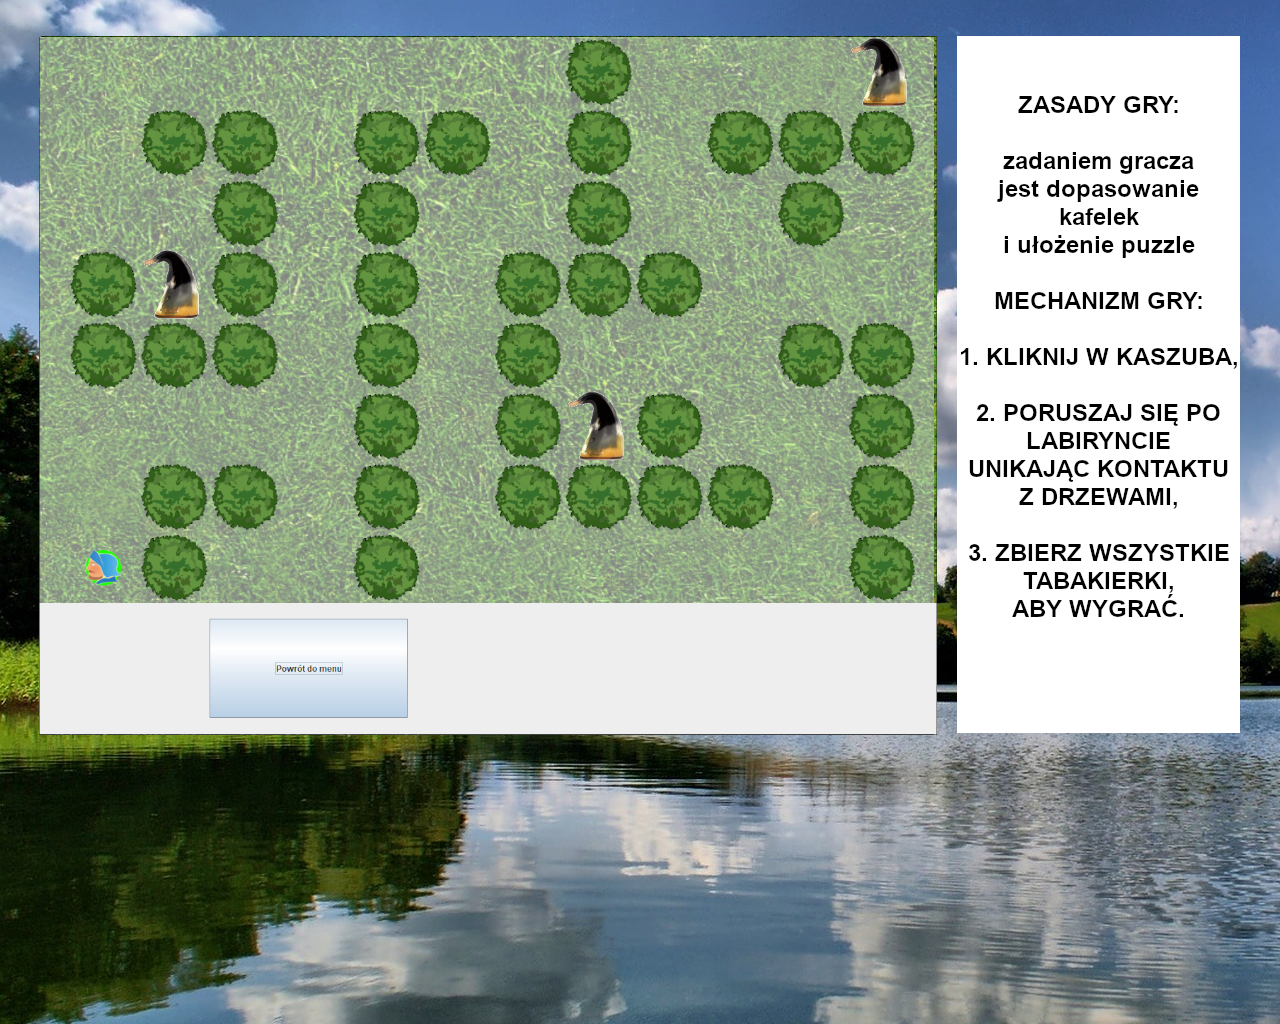 ZASADY GRY:
zadaniem gracza
jest dopasowanie
kafelek
i ułożenie puzzle
MECHANIZM GRY:
1. KLIKNIJ W KASZUBA,
2. PORUSZAJ SIĘ PO
LABIRYNCIE
UNIKAJĄC KONTAKTU
Z DRZEWAMI,
3. ZBIERZ WSZYSTKIE
TABAKIERKI,
ABY WYGRAĆ.
Powrót do menu